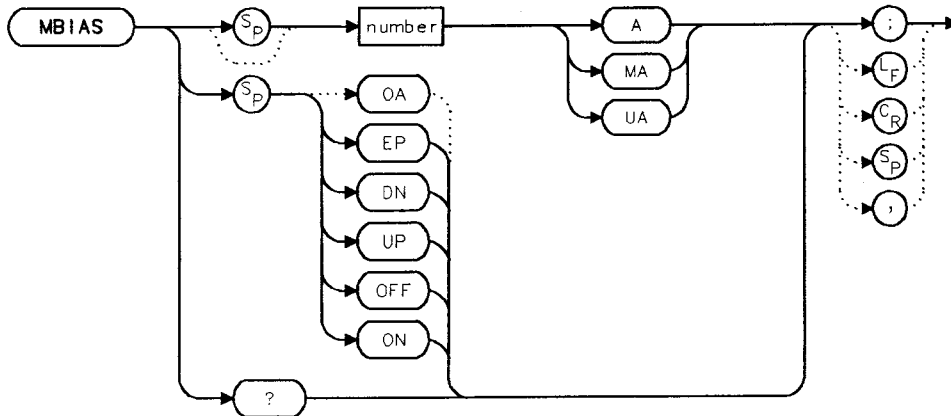 MBIAS
SP
number
A
MA
UA
;
LF
CR
SP
,
SP
OA
EP
DN
UP
OFF
ON
?